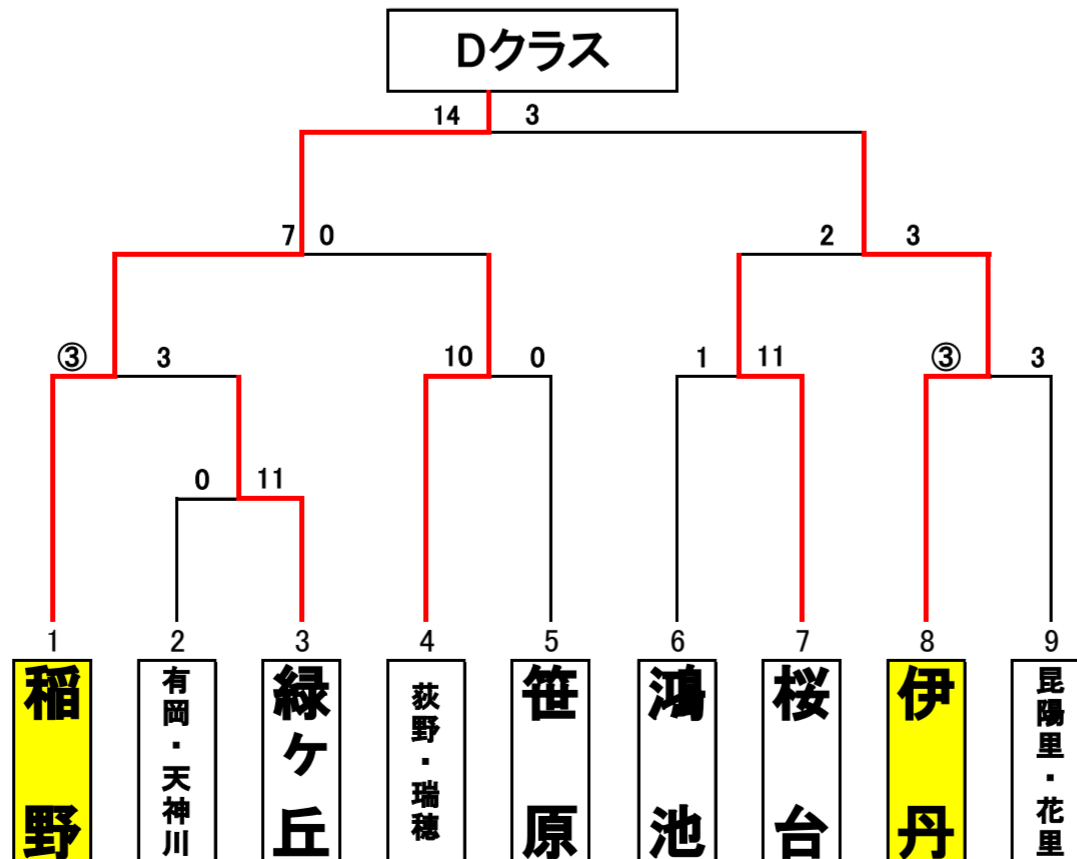 Dクラス
14 3
7 0
2 3
③ 3
10 0
1 11
③ 3
0 11
1 2 3 4 5 6 7 8 9
稲野
有岡・天神川
緑ケ丘
荻野・瑞穂
笹原
鴻池
桜台
伊丹
昆陽里・花里